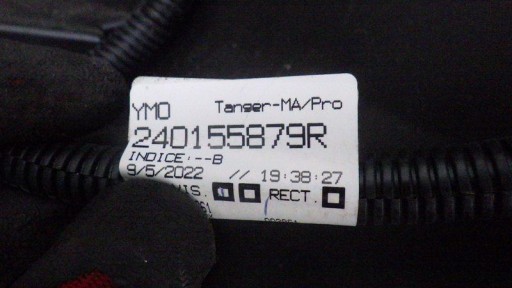 YMO Tanger-MA/Pro
240155879R
INDICE:--B
9/5/2022 // 19:38:27
RECT.